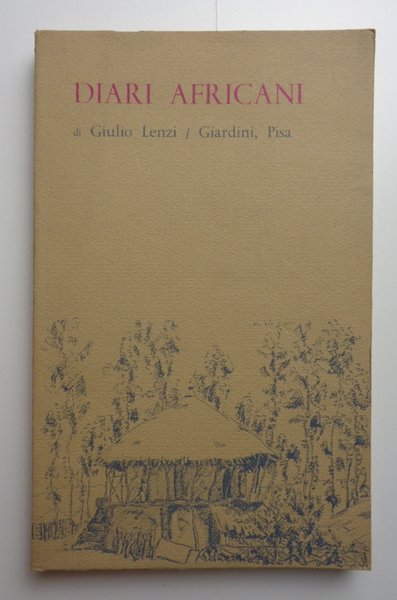 DIARI AFRICANI
di Giulio Lenzi / Giardini, Pisa